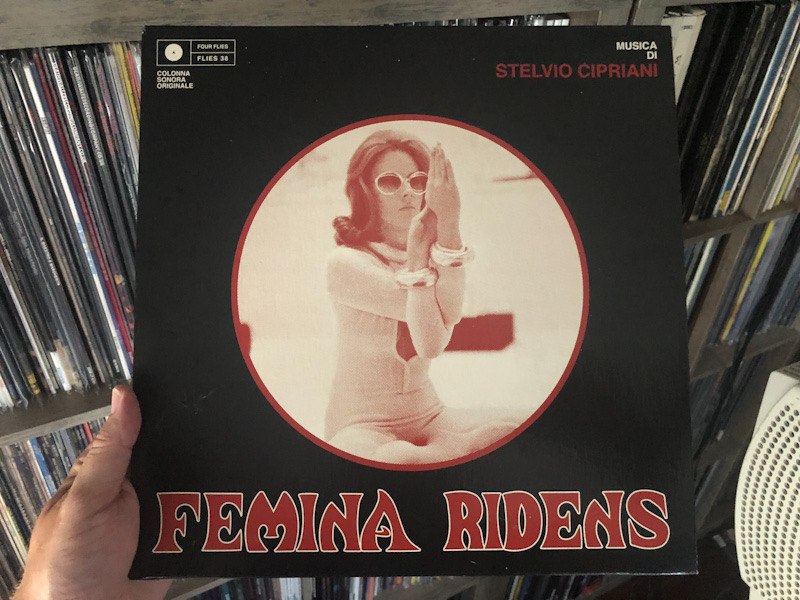 FOUR FLIES
FLIES 38
COLONNA
SONORA
ORIGINALE
MUSICA
DI
STELVIO CIPRIANI
FEMINA RIDENS